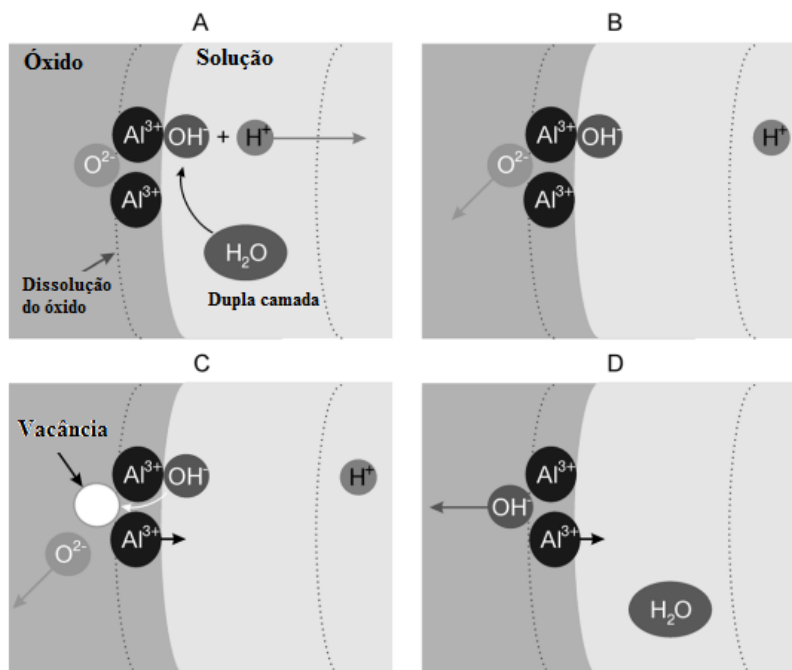 A
Óxido
Solução
Al³⁺
OH⁻ + H⁺
O²⁻
Al³⁺
H₂O
Dissolução
do óxido
Dupla camada
B
Al³⁺
OH⁻
H⁺
O²⁻
Al³⁺
C
Vacância
Al³⁺
OH⁻
H⁺
Al³⁺
O²⁻
D
Al³⁺
OH⁻
Al³⁺
H₂O